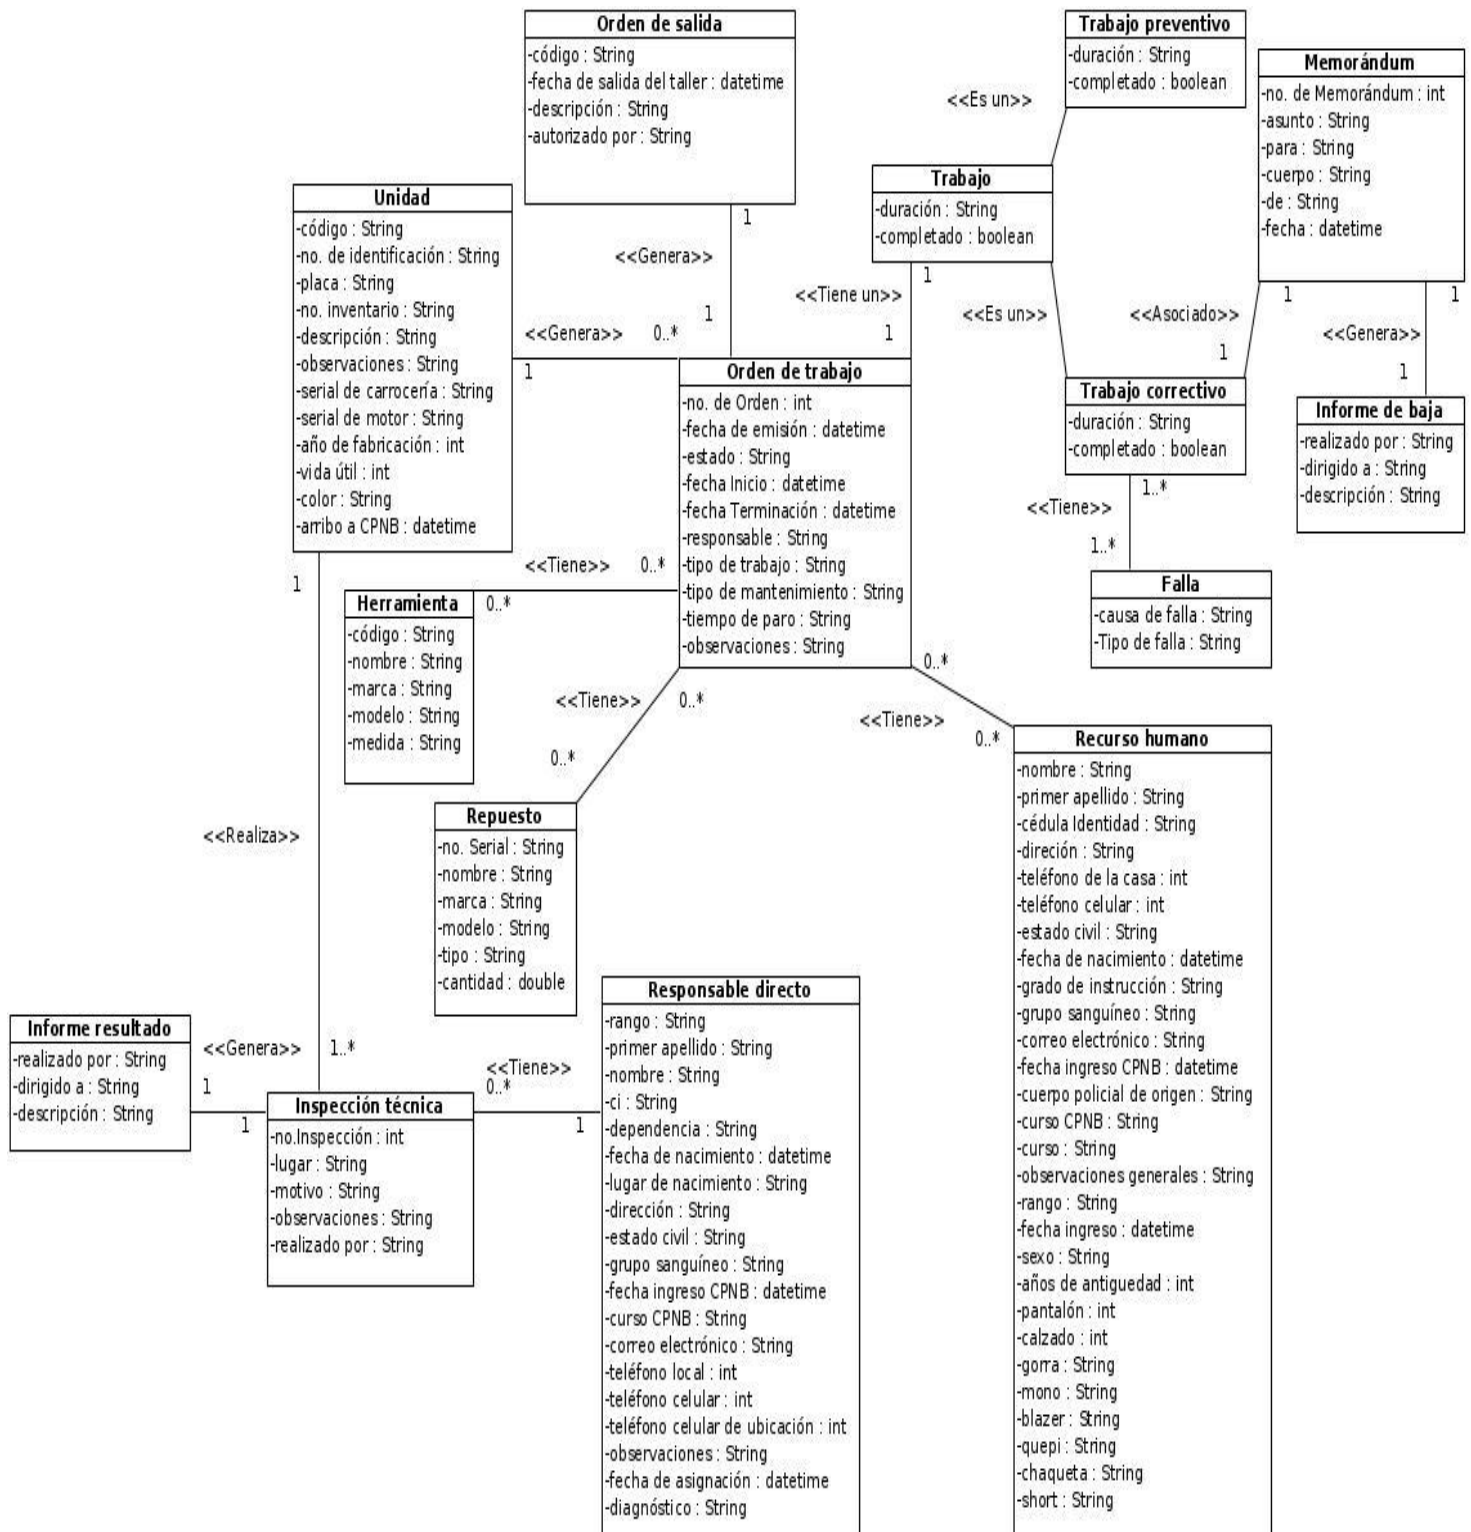 Orden de salida
-código : String
-fecha de salida del taller : datetime
-descripción : String
-autorizado por : String
Trabajo preventivo
-duración : String
-completado : boolean
Memorándum
-no. de Memorándum : int
-asunto : String
-para : String
-cuerpo : String
-de : String
-fecha : datetime
<<Es un>>
Trabajo
-duración : String
-completado : boolean
Unidad
-código : String
-no. de identificación : String
-placa : String
-no. inventario : String
-descripción : String
-observaciones : String
-serial de carrocería : String
-serial de motor : String
-año de fabricación : int
-vida útil : int
-color : String
-arribo a CPNB : datetime
1
<<Genera>>
1
<<Genera>>
0..*
1
1
<<Tiene un>>
1
<<Es un>>
<<Asociado>>
1
1
1
<<Genera>>
1
Orden de trabajo
-no. de Orden : int
-fecha de emisión : datetime
-estado : String
-fecha Inicio : datetime
-fecha Terminación : datetime
-responsable : String
-tipo de trabajo : String
-tipo de mantenimiento : String
-tiempo de paro : String
-observaciones : String
Trabajo correctivo
-duración : String
-completado : boolean
Informe de baja
-realizado por : String
-dirigido a : String
-descripción : String
1..*
<<Tiene>>
1..*
Falla
-causa de falla : String
-Tipo de falla : String
<<Tiene>>
0..*
0..*
1
Herramienta
-código : String
-nombre : String
-marca : String
-modelo : String
-medida : String
<<Tiene>>
0..*
0..*
0..*
<<Tiene>>
0..*
Recurso humano
-nombre : String
-primer apellido : String
-cédula Identidad : String
-direción : String
-teléfono de la casa : int
-teléfono celular : int
-estado civil : String
-fecha de nacimiento : datetime
-grado de instrucción : String
-grupo sanguíneo : String
-correo electrónico : String
-fecha ingreso CPNB : datetime
-cuerpo policial de origen : String
-curso CPNB : String
-curso : String
-observaciones generales : String
-rango : String
-fecha ingreso : datetime
-sexo : String
-años de antiguedad : int
-pantalón : int
-calzado : int
-gorra : String
-mono : String
-blazer : String
-quepi : String
-chaqueta : String
-short : String
Repuesto
-no. Serial : String
-nombre : String
-marca : String
-modelo : String
-tipo : String
-cantidad : double
<<Realiza>>
1..*
Informe resultado
-realizado por : String
-dirigido a : String
-descripción : String
<<Genera>>
1
1
Inspección técnica
-no.Inspección : int
-lugar : String
-motivo : String
-observaciones : String
-realizado por : String
<<Tiene>>
0..*
1
Responsable directo
-rango : String
-primer apellido : String
-nombre : String
-ci : String
-dependencia : String
-fecha de nacimiento : datetime
-lugar de nacimiento : String
-dirección : String
-estado civil : String
-grupo sanguíneo : String
-fecha ingreso CPNB : datetime
-curso CPNB : String
-correo electrónico : String
-teléfono local : int
-teléfono celular : int
-teléfono celular de ubicación : int
-observaciones : String
-fecha de asignación : datetime
-diagnóstico : String